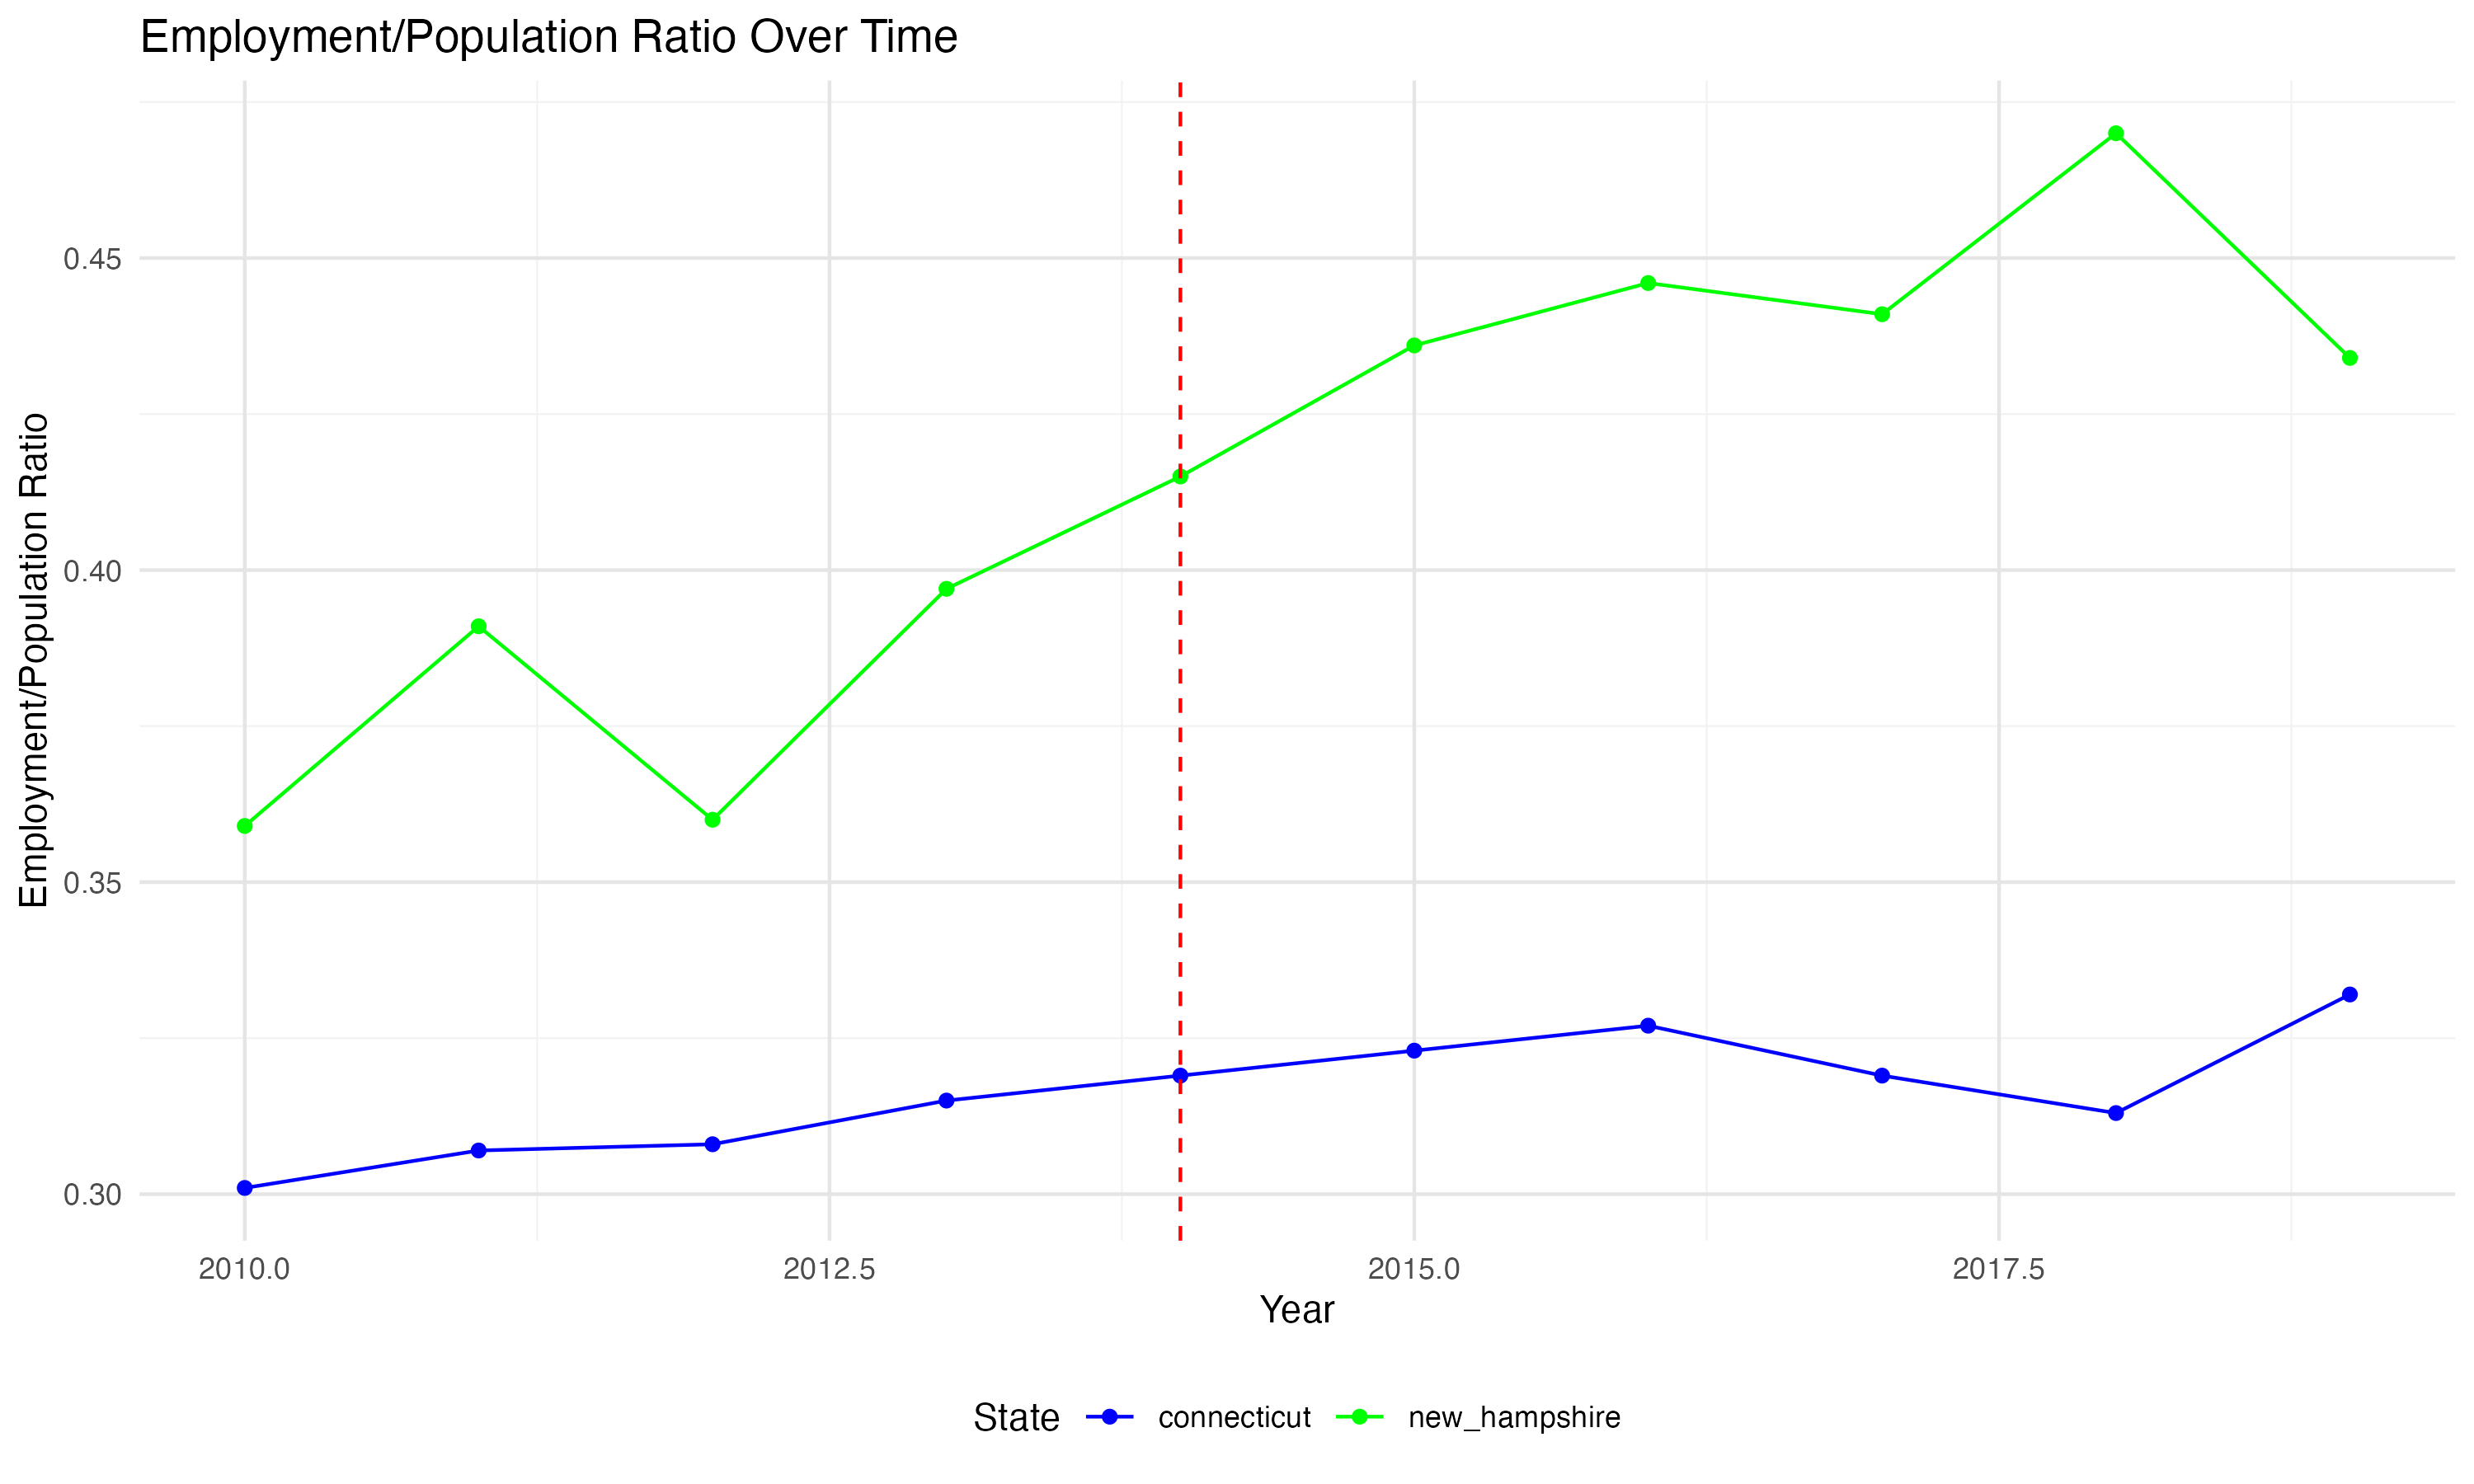 Employment/Population Ratio Over Time
Employment/Population Ratio
0.45
0.40
0.35
0.30
2010.0 2012.5 2015.0 2017.5
Year
State connecticut new_hampshire